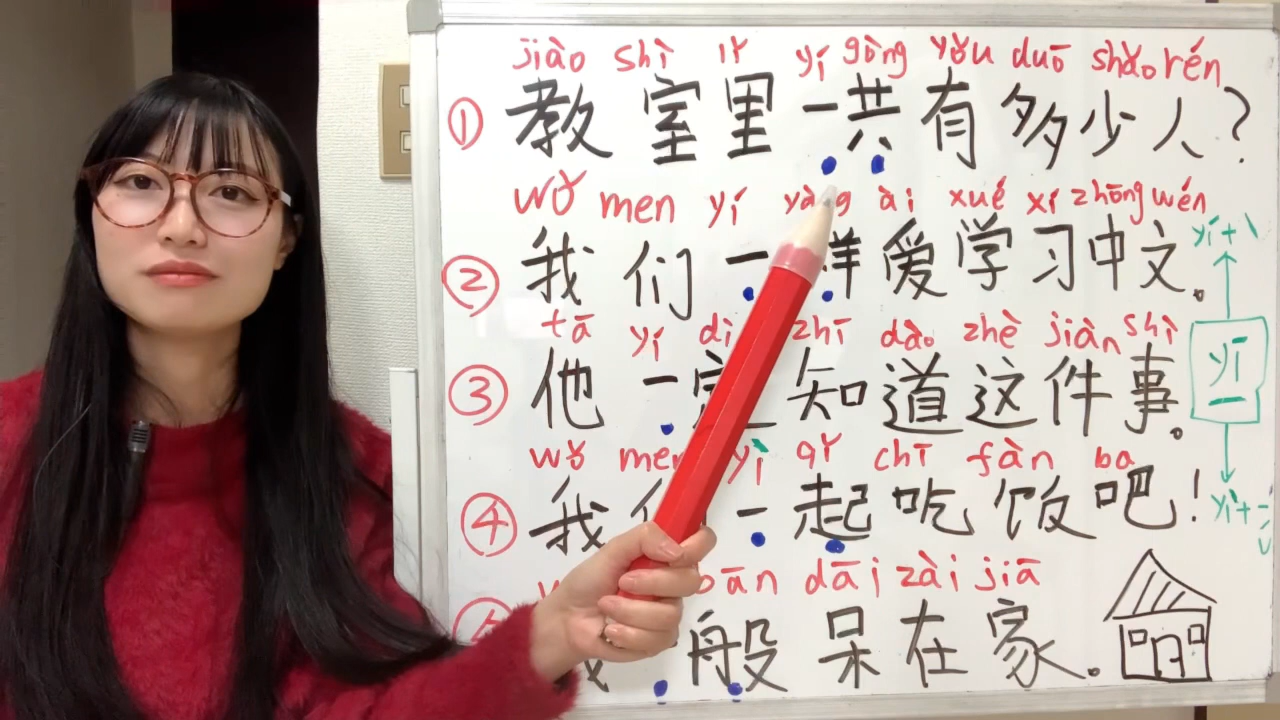 jiào shì lǐ yí gòng yǒu duō shǎo rén
① 教室里一共有多少人?
wǒ men yí yàng ài xué xí zhōng wén
② 我们一样爱学习中文。
yí + ˋ
tā yí dì zhī dào zhè jiàn shì
③ 他一定知道这件事。
yī
一
wǒ men yì qǐ chī fàn ba
④ 我们一起吃饭吧!
yì +
bān dāi zài jiā
我 般呆在家。